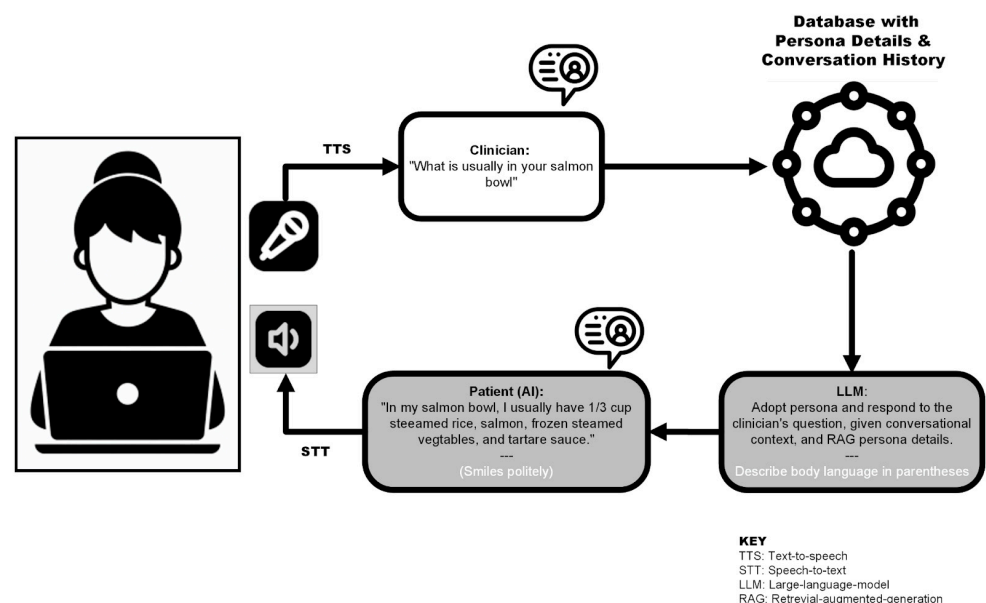 Database with
Persona Details &
Conversation History
TTS
Clinician:
"What is usually in your salmon
bowl"
Patient (AI):
"In my salmon bowl, I usually have 1/3 cup
steeamed rice, salmon, frozen steamed
vegtables, and tartare sauce."
---
(Smiles politely)
STT
LLM:
Adopt persona and respond to the
clinician's question, given conversational
context, and RAG persona details.
---
Describe body language in parentheses
KEY
TTS: Text-to-speech
STT: Speech-to-text
LLM: Large-language-model
RAG: Retrevial-augmented-generation